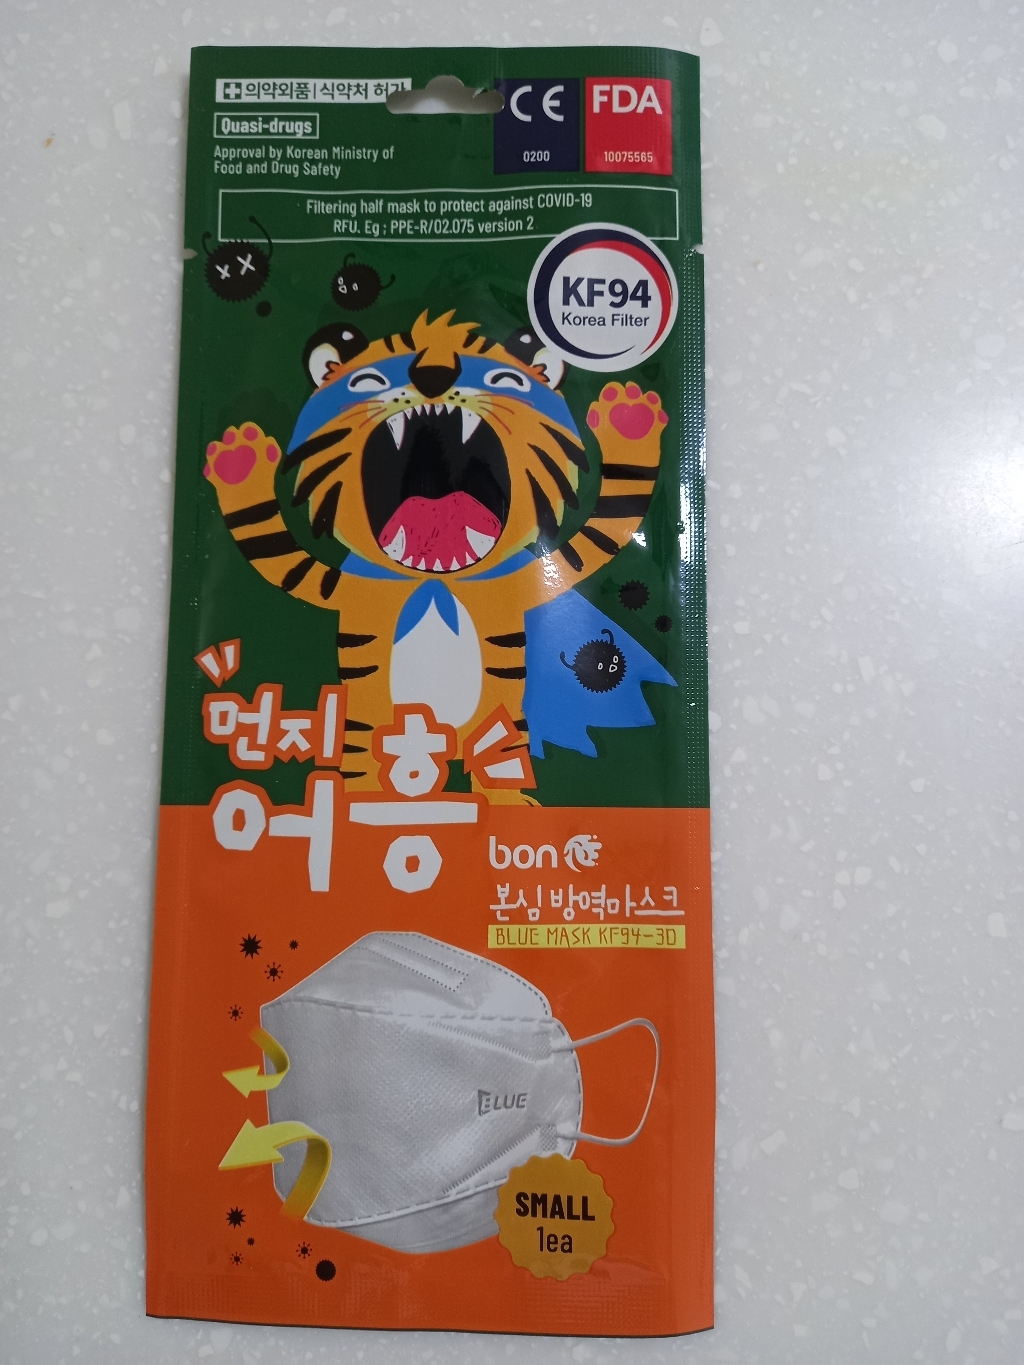 의약외품 | 식약처 허가
Quasi-drugs
Approval by Korean Ministry of
Food and Drug Safety
CE
0200
FDA
10075565
Filtering half mask to protect against COVID-19
RFU. Eg ; PPE-R/02.075 version 2
KF94
Korea Filter
먼지
어흥
bon
본심 방역마스크
BLUE MASK KF94-3D
BLUE
SMALL
1ea